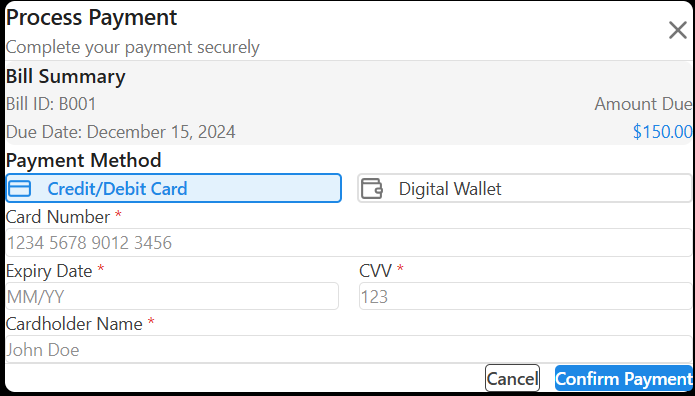 Process Payment
Complete your payment securely
Bill Summary
Bill ID: B001 Amount Due
Due Date: December 15, 2024 $150.00
Payment Method
Credit/Debit Card Digital Wallet
Card Number *
1234 5678 9012 3456
Expiry Date * CVV *
MM/YY 123
Cardholder Name *
John Doe
Cancel Confirm Payment